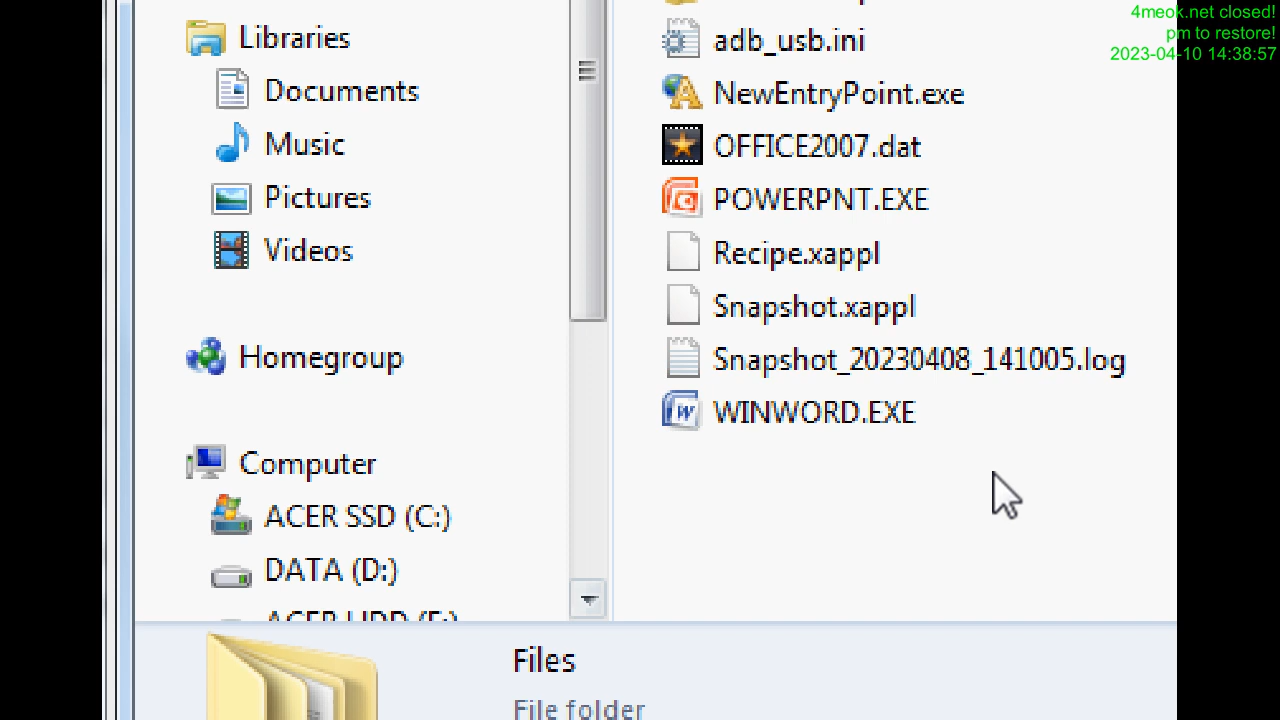 4meok.net closed!
pm to restore!
2023-04-10 14:38:57
Libraries
Documents
Music
Pictures
Videos
Homegroup
Computer
ACER SSD (C:)
DATA (D:)
adb_usb.ini
NewEntryPoint.exe
OFFICE2007.dat
POWERPNT.EXE
Recipe.xappl
Snapshot.xappl
Snapshot_20230408_141005.log
WINWORD.EXE
Files
File folder